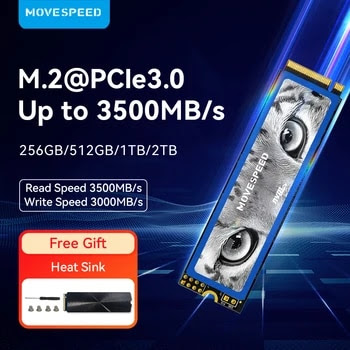 MOVESPEED
M.2@PCIe3.0
Up to 3500MB/s
256GB/512GB/1TB/2TB
Read Speed 3500MB/s
Write Speed 3000MB/s
Free Gift
Heat Sink
MOVESPEED